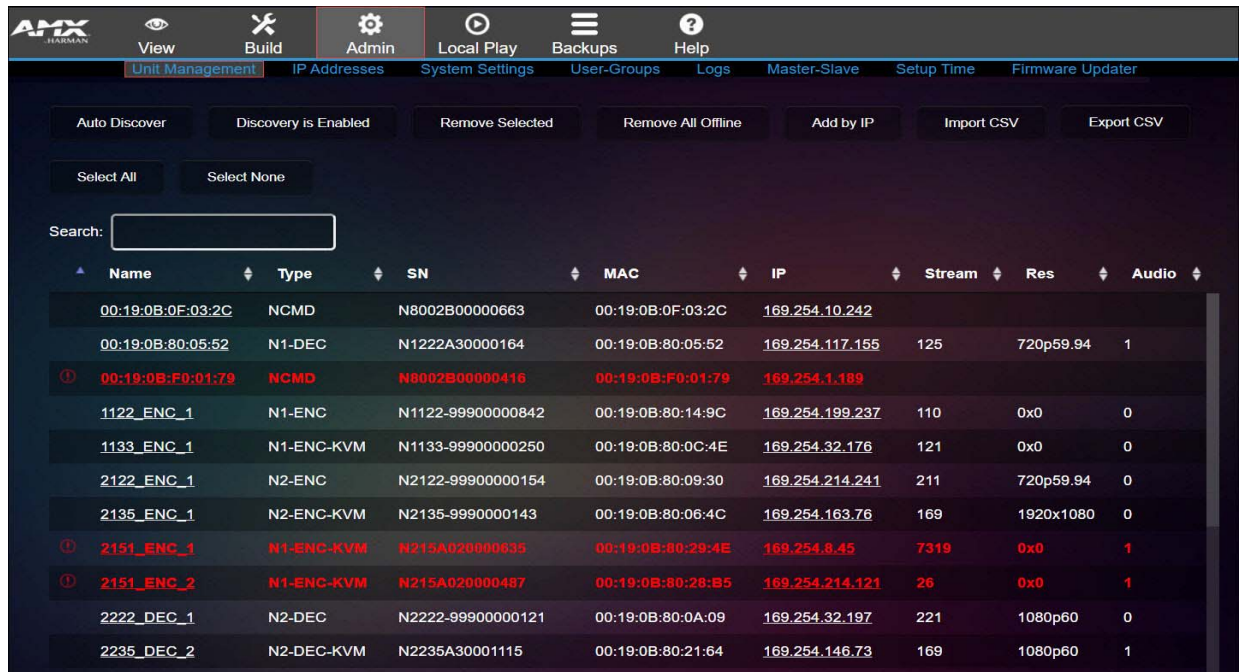 AMX
HARMAN
View Build Admin Local Play Backups Help
Unit Management IP Addresses System Settings User-Groups Logs Master-Slave Setup Time Firmware Updater
Auto Discover Discovery is Enabled Remove Selected Remove All Offline Add by IP Import CSV Export CSV
Select All Select None
Search:
Name Type SN MAC IP Stream Res Audio
00:19:0B:0F:03:2C NCMD N8002B00000663 00:19:0B:0F:03:2C 169.254.10.242
00:19:0B:80:05:52 N1-DEC N1222A30000164 00:19:0B:80:05:52 169.254.117.155 125 720p59.94 1
00:19:0B:F0:01:79 NCMD N8002B00000416 00:19:0B:F0:01:79 169.254.1.189
1122_ENC_1 N1-ENC N1122-99900000842 00:19:0B:80:14:9C 169.254.199.237 110 0x0 0
1133_ENC_1 N1-ENC-KVM N1133-99900000250 00:19:0B:80:0C:4E 169.254.32.176 121 0x0 0
2122_ENC_1 N2-ENC N2122-99900000154 00:19:0B:80:09:30 169.254.214.241 211 720p59.94 0
2135_ENC_1 N2-ENC-KVM N2135-9990000143 00:19:0B:80:06:4C 169.254.163.76 169 1920x1080 0
2151_ENC_1 N1-ENC-KVM N215A020000635 00:19:0B:80:29:4E 169.254.8.45 7319 0x0 1
2151_ENC_2 N1-ENC-KVM N215A020000487 00:19:0B:80:28:B5 169.254.214.121 26 0x0 1
2222_DEC_1 N2-DEC N2222-99900000121 00:19:0B:80:0A:09 169.254.32.197 221 1080p60 0
2235_DEC_2 N2-DEC-KVM N2235A30001115 00:19:0B:80:21:64 169.254.146.73 169 1080p60 1